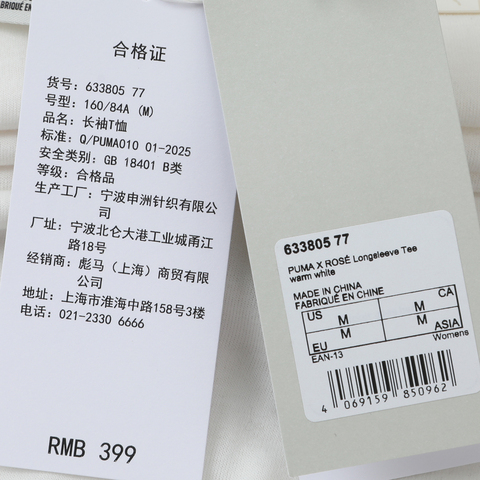 BRIQUÉ EN
合格证
货号: 633805 77
号型: 160/84A (M)
品名: 长袖T恤
标准: Q/PUMA010 01-2025
安全类别: GB 18401 B类
等级: 合格品
生产工厂: 宁波申洲针织有限公
司
厂址: 宁波北仑大港工业城甬江
路18号
经销商: 彪马（上海）商贸有限
公司
地址: 上海市淮海中路158号3楼
电话: 021-2330 6666
RMB 399
633805 77
PUMA X ROSÉ Longsleeve Tee
warm white
MADE IN CHINA
FABRIQUÉ EN CHINE
US M M CA
EU M M ASIA
Womens
EAN-13
4 069159 850962